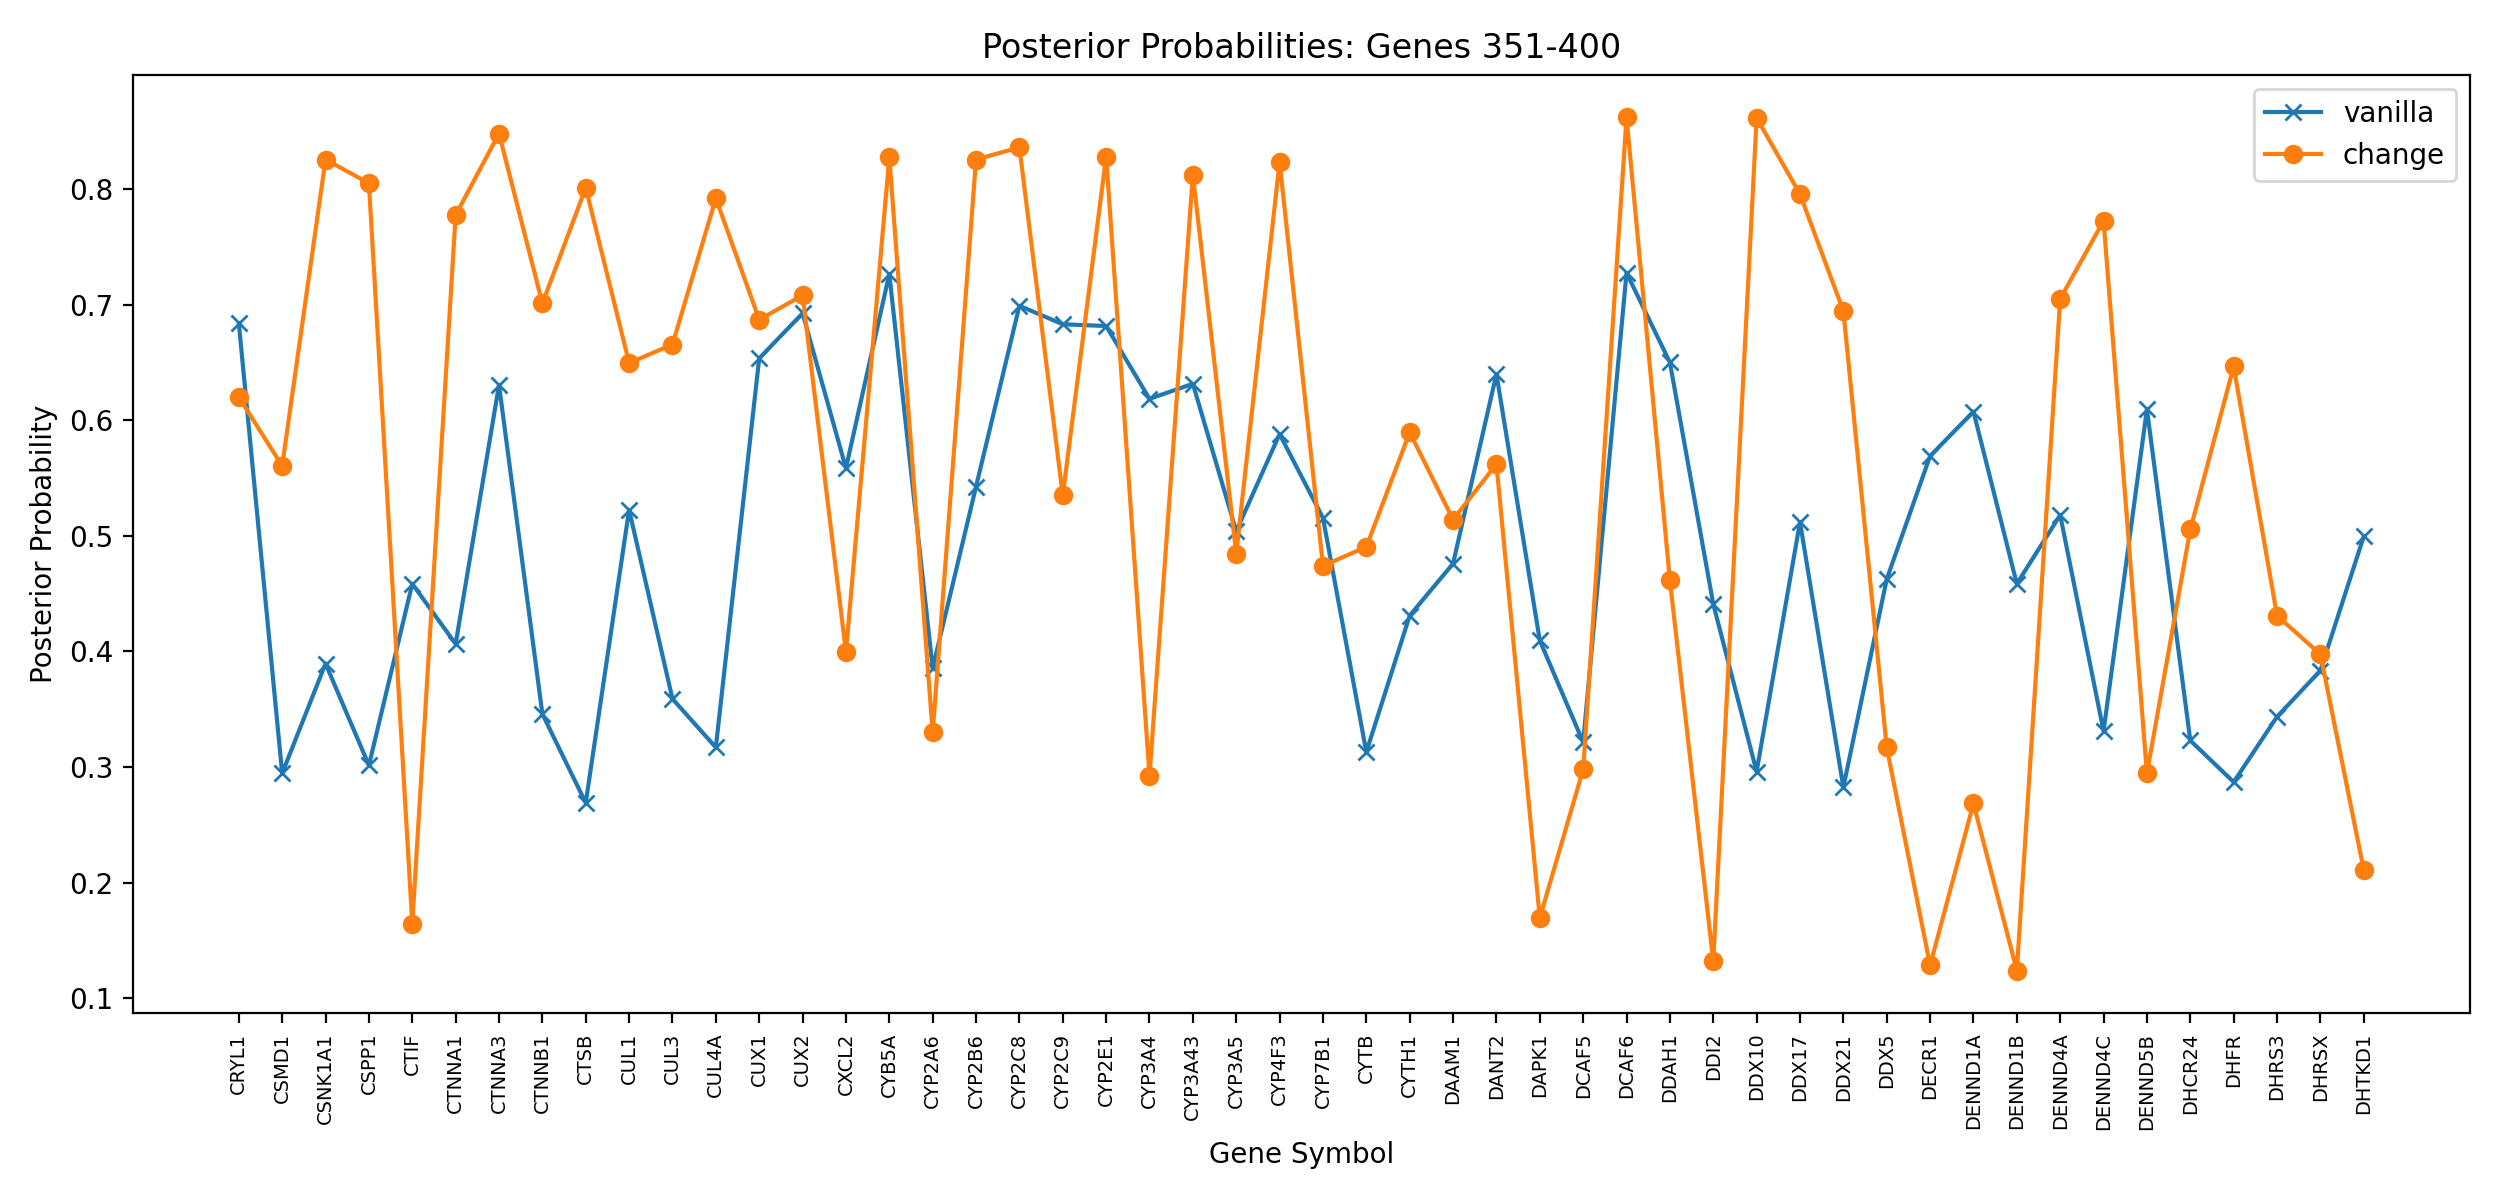 Posterior Probabilities: Genes 351-400
vanilla
change
Posterior Probability
0.8
0.7
0.6
0.5
0.4
0.3
0.2
0.1
CRYL1
CSMD1
CSNK1A1
CSPP1
CTIF
CTNNA1
CTNNA3
CTNNB1
CTSB
CUL1
CUL3
CUL4A
CUX1
CUX2
CXCL2
CYB5A
CYP2A6
CYP2B6
CYP2C8
CYP2C9
CYP2E1
CYP3A4
CYP3A43
CYP3A5
CYP4F3
CYP7B1
CYTB
CYTH1
DAAM1
DANT2
DAPK1
DCAF5
DCAF6
DDAH1
DDI2
DDX10
DDX17
DDX21
DDX5
DECR1
DENND1A
DENND1B
DENND4A
DENND4C
DENND5B
DHCR24
DHFR
DHRS3
DHRSX
DHTKD1
Gene Symbol